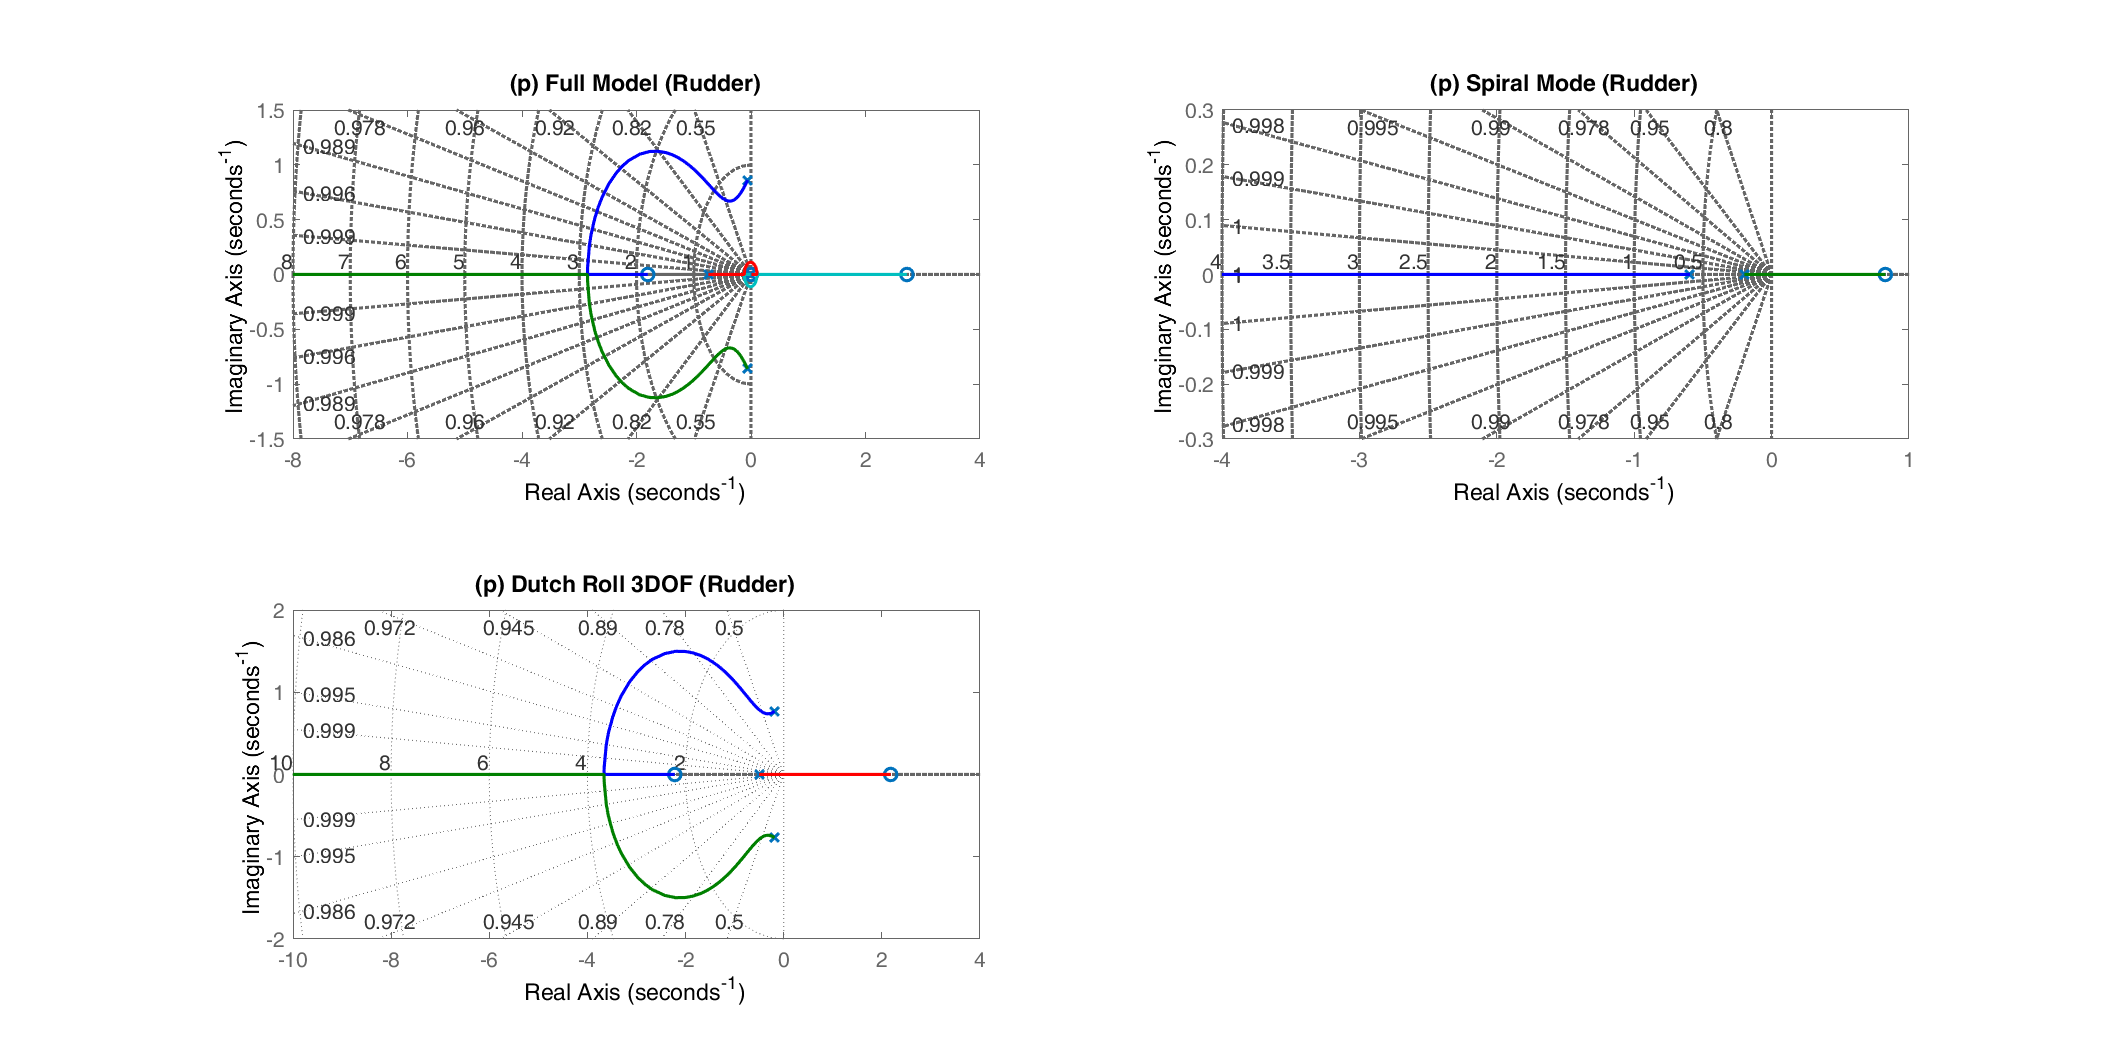 (p) Full Model (Rudder)
1.5
1
0.5
0
-0.5
-1
-1.5
Imaginary Axis (seconds-1)
0.978 0.96 0.92 0.82 0.55
0.989
0.996
0.999
8 7 6 5 4 3 2 1
0.999
0.996
0.989
0.978 0.96 0.92 0.82 0.55
-8 -6 -4 -2 0 2 4
Real Axis (seconds-1)
(p) Spiral Mode (Rudder)
0.3
0.2
0.1
0
-0.1
-0.2
-0.3
Imaginary Axis (seconds-1)
0.998 0.995 0.99 0.978 0.95 0.8
0.999
1
4 3.5 3 2.5 2 1.5 1 0.5
1
1
0.999
0.998 0.995 0.99 0.978 0.95 0.8
-4 -3 -2 -1 0 1
Real Axis (seconds-1)
(p) Dutch Roll 3DOF (Rudder)
2
1
0
-1
-2
Imaginary Axis (seconds-1)
0.986 0.972 0.945 0.89 0.78 0.5
0.995
0.999
10 8 6 4 2
0.999
0.995
0.986 0.972 0.945 0.89 0.78 0.5
-10 -8 -6 -4 -2 0 2 4
Real Axis (seconds-1)